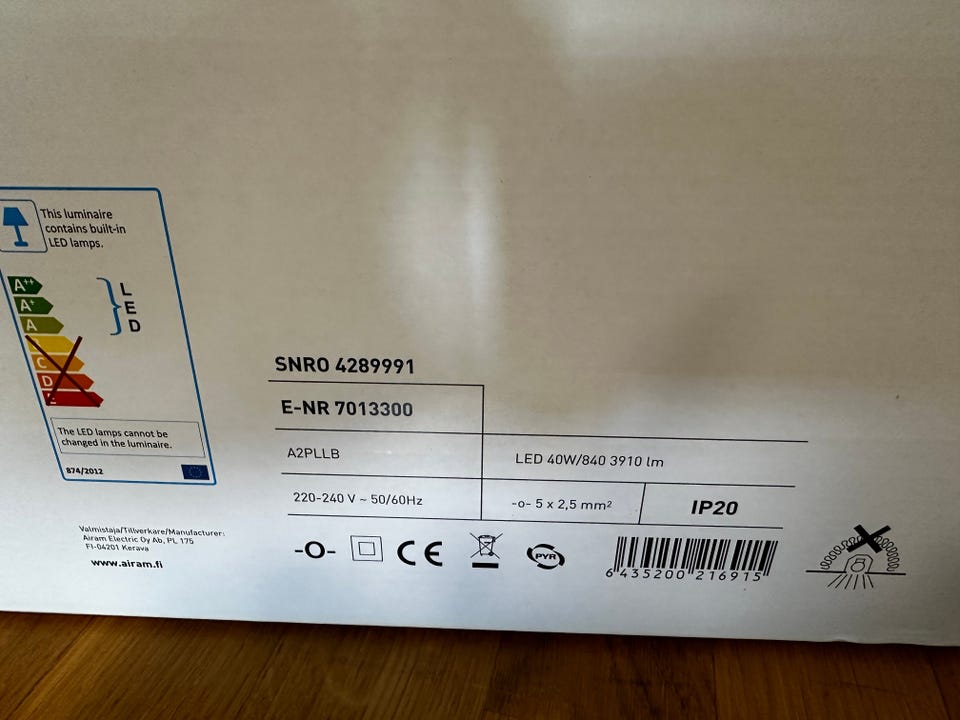 This luminaire
contains built-in
LED lamps.
A++
A+
A
C
D
E
L
E
D
The LED lamps cannot be
changed in the luminaire.
874/2012
Valmistaja/Tillverkare/Manufacturer:
Airam Electric Oy Ab, PL 175
FI-04201 Kerava
www.airam.fi
SNRO 4289991
E-NR 7013300
A2PLLB
LED 40W/840 3910 lm
220-240 V ~ 50/60Hz
-o- 5 x 2,5 mm²
IP20
-O-
CE
PYR
6 435200 216915